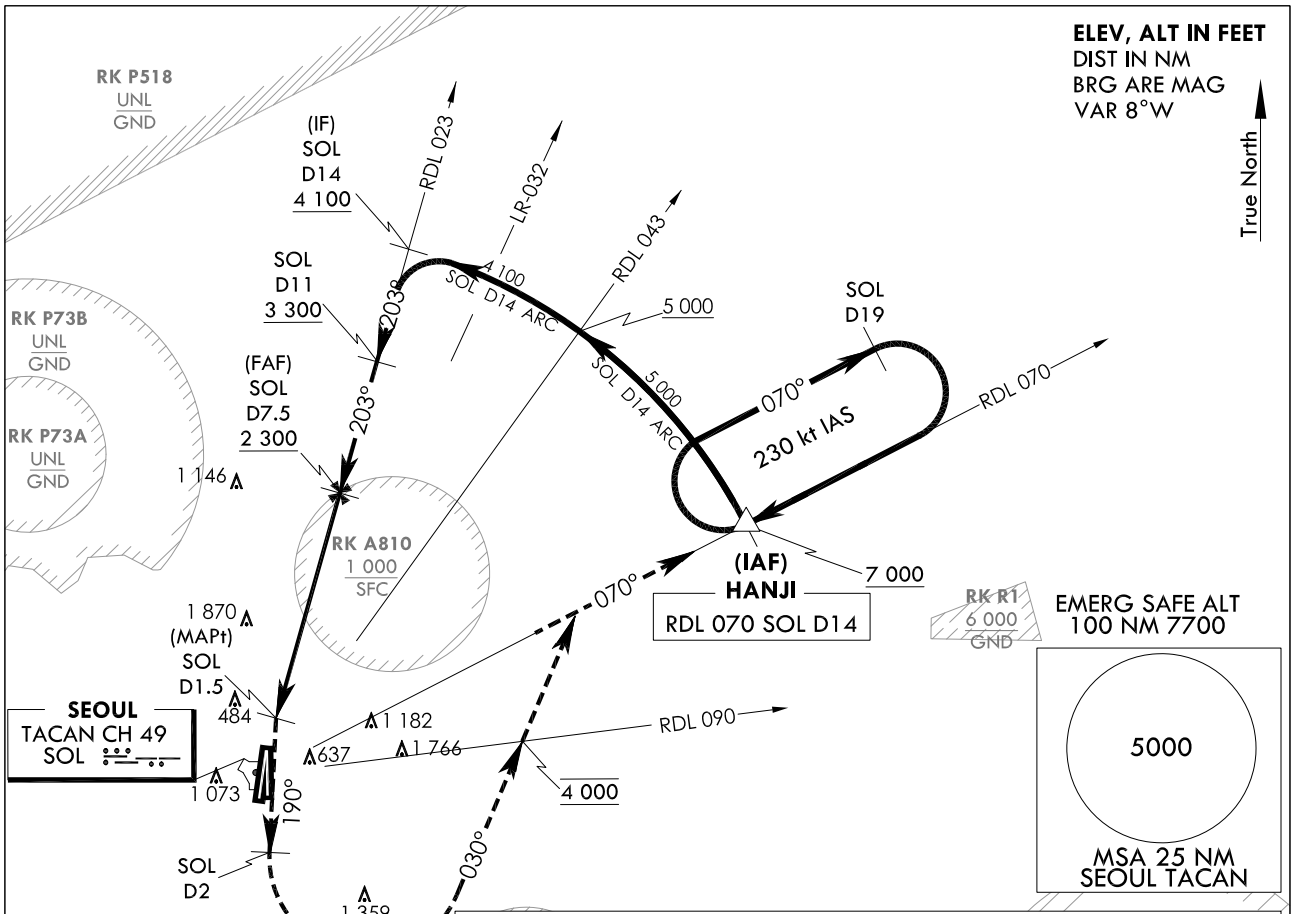 ELEV, ALT IN FEET
DIST IN NM
BRG ARE MAG
VAR 8°W
True North
RK P518
UNL
GND
(IF)
SOL
D14
4 100
RDL 023
LR-032
RDL 043
SOL
D11
3 300
203°
4 100
SOL D14 ARC
5 000
SOL
D19
RK P73B
UNL
GND
(FAF)
SOL
D7.5
2 300
203°
5 000
SOL D14 ARC
070°
230 kt IAS
RDL 070
RK P73A
UNL
GND
1 146
RK A810
1 000
SFC
070°
(IAF)
HANJI
RDL 070 SOL D14
7 000
RK R1
6 000
GND
EMERG SAFE ALT
100 NM 7700
1 870
(MAPt)
SOL
D1.5
484
SEOUL
TACAN CH 49
SOL
1 073
637
1 182
1 766
RDL 090
4 000
190°
030°
SOL
D2
1 359
5000
MSA 25 NM
SEOUL TACAN